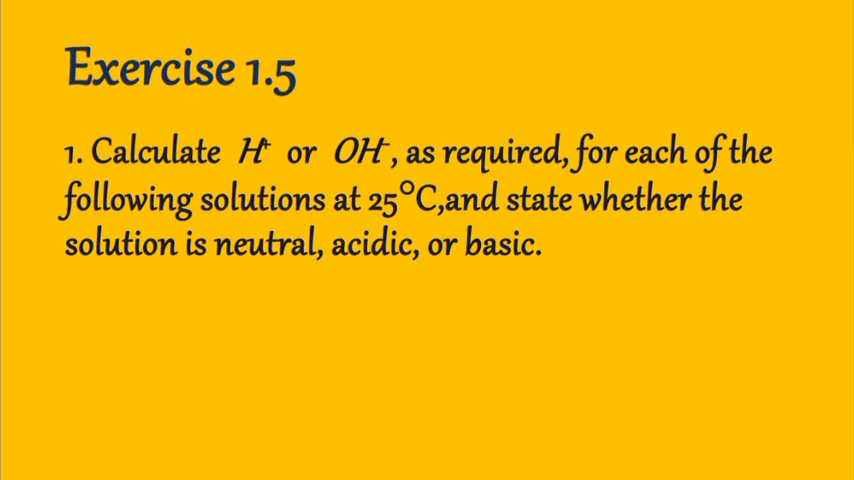 Exercise 1.5
1. Calculate H⁺ or OH⁻, as required, for each of the
following solutions at 25°C,and state whether the
solution is neutral, acidic, or basic.